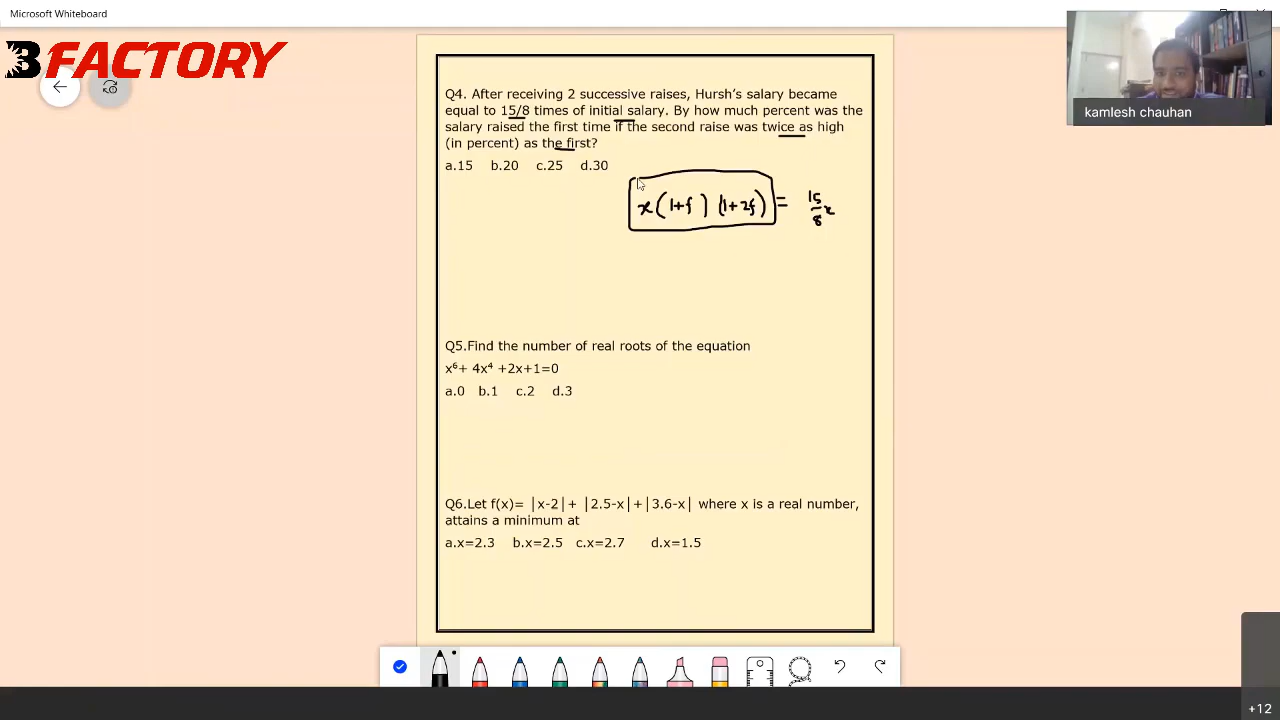 Microsoft Whiteboard
3FACTORY
kamlesh chauhan
Q4. After receiving 2 successive raises, Hursh's salary became
equal to 15/8 times of initial salary. By how much percent was the
salary raised the first time if the second raise was twice as high
(in percent) as the first?
a.15 b.20 c.25 d.30
x(1+f) (1+2f) = 15/8 x
Q5.Find the number of real roots of the equation
x⁶+ 4x⁴ +2x+1=0
a.0 b.1 c.2 d.3
Q6.Let f(x)= |x-2|+ |2.5-x|+|3.6-x| where x is a real number,
attains a minimum at
a.x=2.3 b.x=2.5 c.x=2.7 d.x=1.5
+12